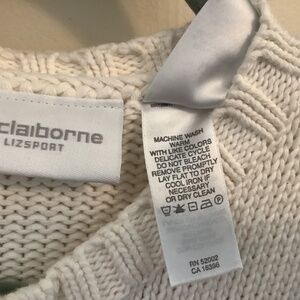 claiborne
LIZSPORT
MACHINE WASH
WARM
WITH LIKE COLORS
DELICATE CYCLE
DO NOT BLEACH
REMOVE PROMPTLY
LAY FLAT TO DRY
COOL IRON IF
NECESSARY
OR DRY CLEAN
RN 52002
CA 16396